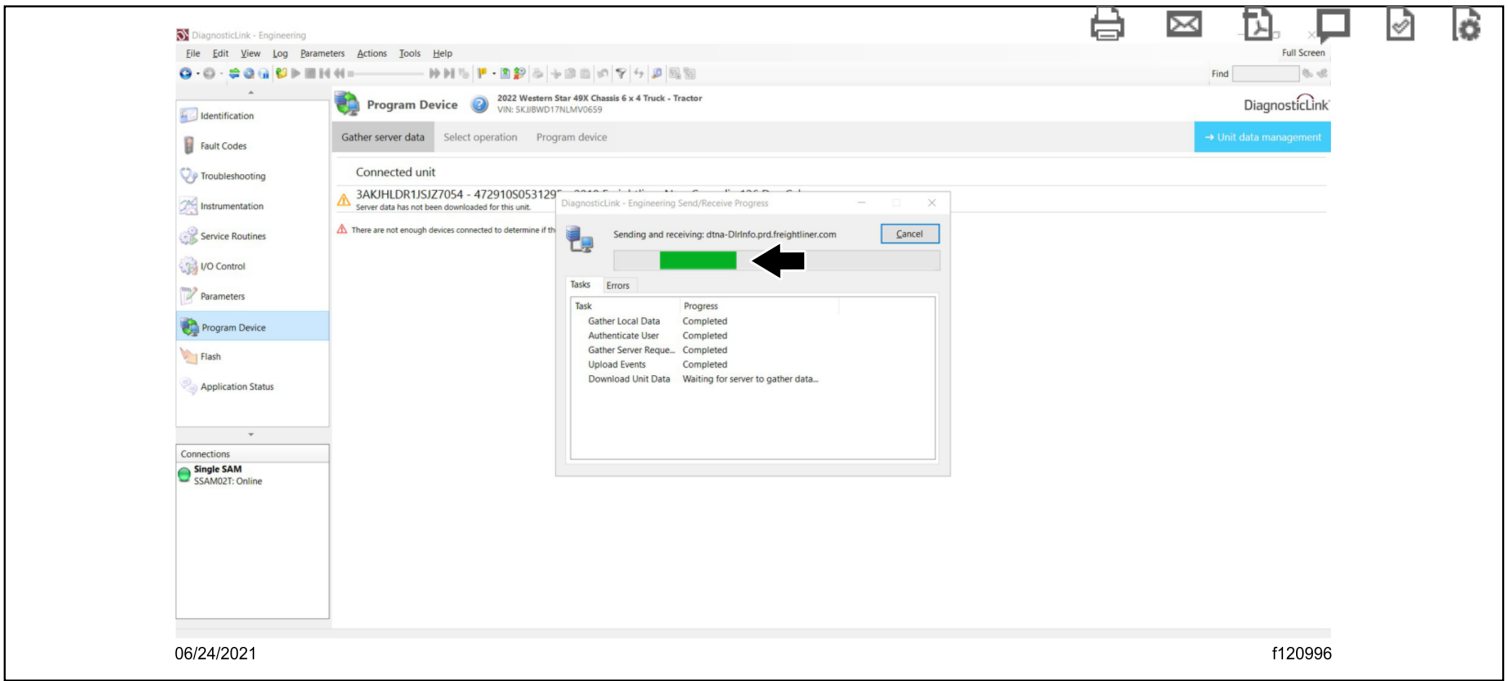 DiagnosticLink - Engineering
File Edit View Log Parameters Actions Tools Help
Full Screen
Find
Identification
Fault Codes
Troubleshooting
Instrumentation
Service Routines
I/O Control
Parameters
Program Device
Flash
Application Status
Connections
Single SAM
SSAM02T: Online
Program Device
2022 Western Star 49X Chassis 6 x 4 Truck - Tractor
VIN: 5KJJBWD17NLMV0659
DiagnosticLink
Gather server data Select operation Program device
→ Unit data management
Connected unit
3AKJHLDR1JSJZ7054 - 472910S053129
Server data has not been downloaded for this unit.
There are not enough devices connected to determine if th
DiagnosticLink - Engineering Send/Receive Progress
Sending and receiving: dtna-DlrInfo.prd.freightliner.com
Cancel
Tasks Errors
Task Progress
Gather Local Data Completed
Authenticate User Completed
Gather Server Reque... Completed
Upload Events Completed
Download Unit Data Waiting for server to gather data...
06/24/2021
f120996